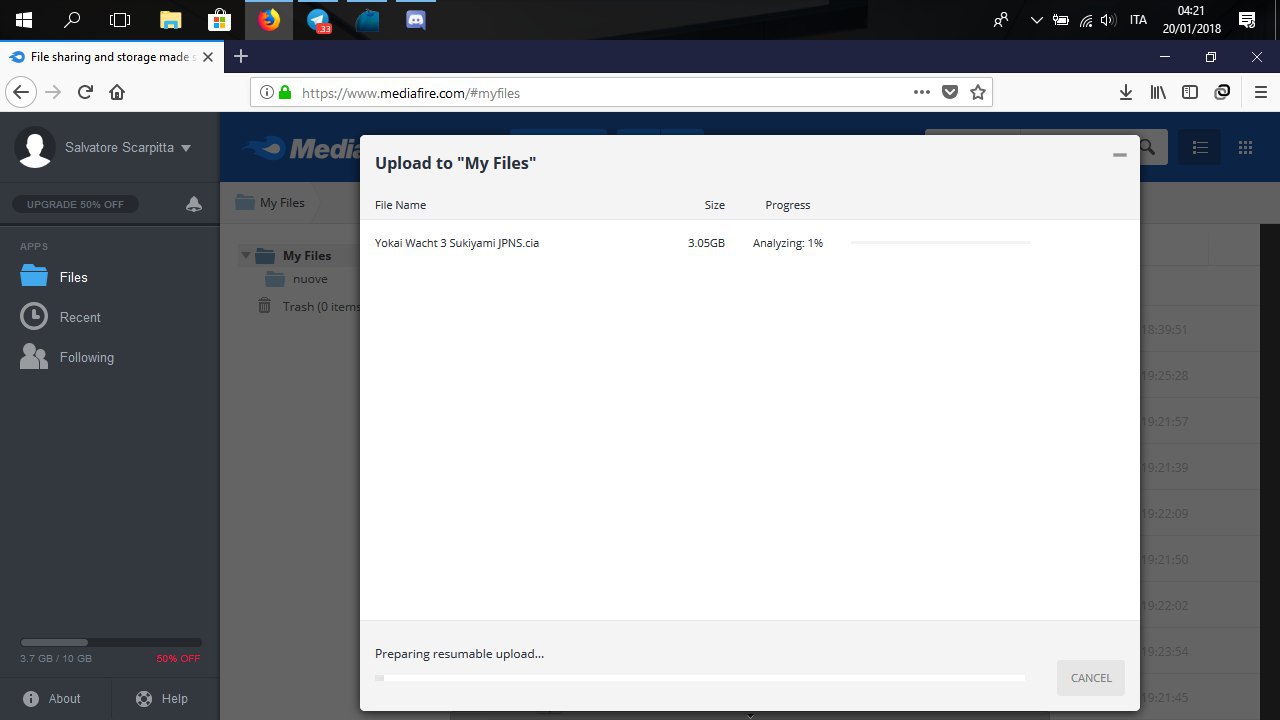 33
ITA
04:21
20/01/2018
File sharing and storage made s
https://www.mediafire.com/#myfiles
Salvatore Scarpitta
Media
UPGRADE 50% OFF
My Files
Upload to "My Files"
File Name Size Progress
Yokai Wacht 3 Sukiyami JPNS.cia 3.05GB Analyzing: 1%
APPS
Files
Recent
Following
My Files
nuove
Trash (0 items
18:39:51
19:25:28
19:21:57
19:21:39
19:22:09
19:21:50
19:22:02
19:23:54
19:21:45
Preparing resumable upload...
CANCEL
3.7 GB / 10 GB 50% OFF
About Help